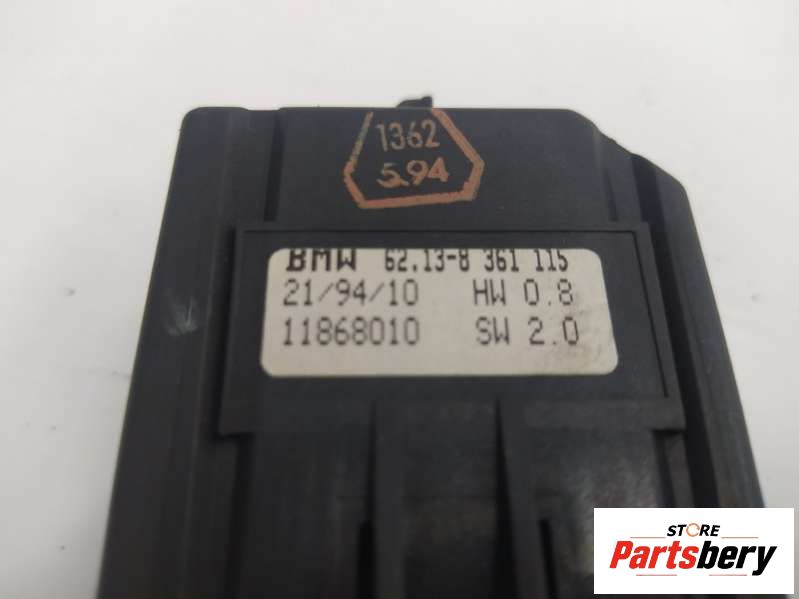 1362
5.94
BMW 62.13-8 361 115
21/94/10 HW 0.8
11868010 SW 2.0
STORE
Partsbery